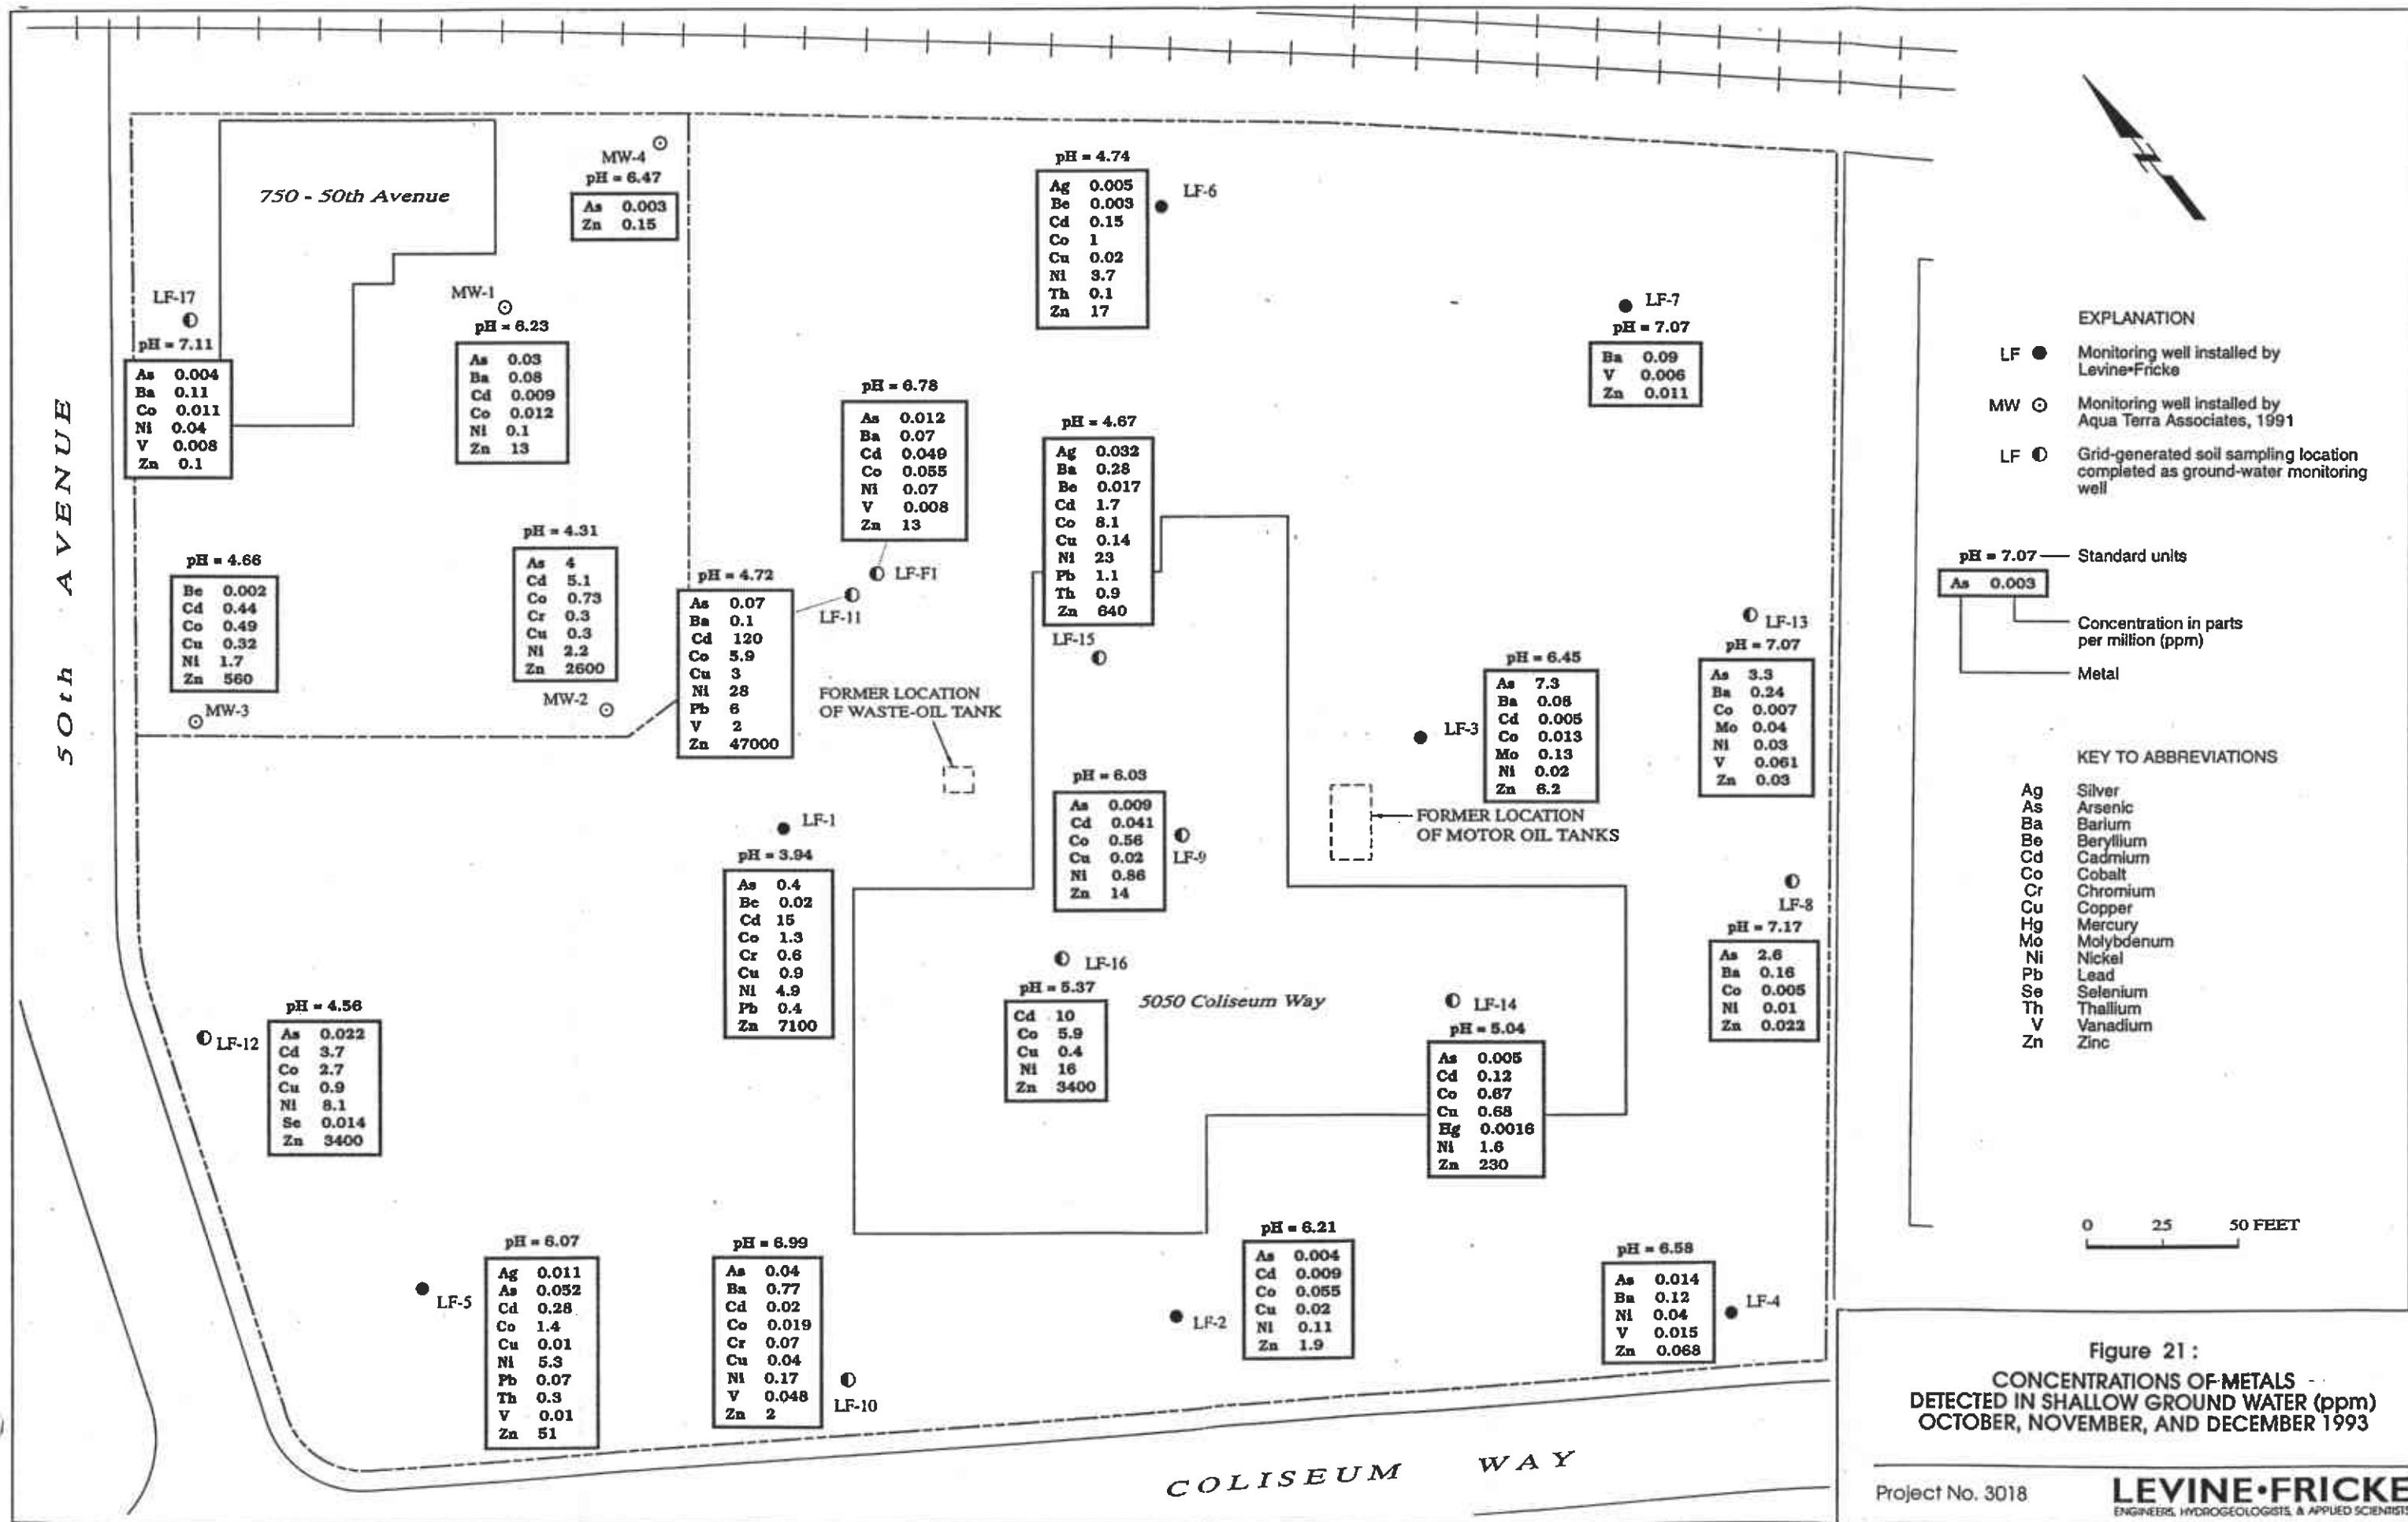 MW-4
pH = 6.47
As 0.003
Zn 0.15
750 - 50th Avenue
pH = 4.74
Ag 0.005
Be 0.003
Cd 0.15
Co 1
Cu 0.02
Ni 3.7
Th 0.1
Zn 17
LF-6
LF-17
pH = 7.11
As 0.004
Ba 0.11
Co 0.011
Ni 0.04
V 0.008
Zn 0.1
MW-1
pH = 6.23
As 0.03
Ba 0.08
Cd 0.009
Co 0.012
Ni 0.1
Zn 13
LF-7
pH = 7.07
Ba 0.09
V 0.006
Zn 0.011
pH = 6.78
As 0.012
Ba 0.07
Cd 0.049
Co 0.055
Ni 0.07
V 0.008
Zn 13
LF-F1
pH = 4.67
Ag 0.032
Ba 0.28
Be 0.017
Cd 1.7
Co 8.1
Cu 0.14
Ni 23
Pb 1.1
Th 0.9
Zn 640
LF-15
50th AVENUE
pH = 4.66
Be 0.002
Cd 0.44
Co 0.49
Cu 0.32
Ni 1.7
Zn 560
MW-3
pH = 4.31
As 4
Cd 5.1
Co 0.73
Cr 0.3
Cu 0.3
Ni 2.2
Zn 2600
MW-2
pH = 4.72
As 0.07
Ba 0.1
Cd 120
Co 5.9
Cu 3
Ni 28
Pb 6
V 2
Zn 47000
LF-11
FORMER LOCATION
OF WASTE-OIL TANK
LF-3
pH = 6.45
As 7.3
Ba 0.06
Cd 0.005
Co 0.013
Mo 0.13
Ni 0.02
Zn 6.2
LF-13
pH = 7.07
As 3.3
Ba 0.24
Co 0.007
Mo 0.04
Ni 0.03
V 0.061
Zn 0.03
FORMER LOCATION
OF MOTOR OIL TANKS
pH = 6.03
As 0.009
Cd 0.041
Co 0.56
Cu 0.02
Ni 0.86
Zn 14
LF-9
LF-1
pH = 3.94
As 0.4
Be 0.02
Cd 15
Co 1.3
Cr 0.6
Cu 0.9
Ni 4.9
Pb 0.4
Zn 7100
LF-8
pH = 7.17
As 2.6
Ba 0.16
Co 0.005
Ni 0.01
Zn 0.022
LF-16
pH = 5.37
Cd 10
Co 5.9
Cu 0.4
Ni 16
Zn 3400
5050 Coliseum Way
LF-14
pH = 5.04
As 0.005
Cd 0.12
Co 0.67
Cu 0.68
Hg 0.0016
Ni 1.6
Zn 230
LF-12
pH = 4.56
As 0.022
Cd 3.7
Co 2.7
Cu 0.9
Ni 8.1
Se 0.014
Zn 3400
LF-5
pH = 6.07
Ag 0.011
As 0.052
Cd 0.28
Co 1.4
Cu 0.01
Ni 5.3
Pb 0.07
Th 0.3
V 0.01
Zn 51
pH = 6.99
As 0.04
Ba 0.77
Cd 0.02
Co 0.019
Cr 0.07
Cu 0.04
Ni 0.17
V 0.048
Zn 2
LF-10
LF-2
pH = 6.21
As 0.004
Cd 0.009
Co 0.055
Cu 0.02
Ni 0.11
Zn 1.9
pH = 6.58
As 0.014
Ba 0.12
Ni 0.04
V 0.015
Zn 0.068
LF-4
COLISEUM WAY
EXPLANATION
LF Monitoring well installed by
Levine•Fricke
MW Monitoring well installed by
Aqua Terra Associates, 1991
LF Grid-generated soil sampling location
completed as ground-water monitoring
well
pH = 7.07 Standard units
As 0.003
Concentration in parts
per million (ppm)
Metal
KEY TO ABBREVIATIONS
Ag Silver
As Arsenic
Ba Barium
Be Beryllium
Cd Cadmium
Co Cobalt
Cr Chromium
Cu Copper
Hg Mercury
Mo Molybdenum
Ni Nickel
Pb Lead
Se Selenium
Th Thallium
V Vanadium
Zn Zinc
0 25 50 FEET
Figure 21 :
CONCENTRATIONS OF METALS
DETECTED IN SHALLOW GROUND WATER (ppm)
OCTOBER, NOVEMBER, AND DECEMBER 1993
Project No. 3018
LEVINE•FRICKE
ENGINEERS, HYDROGEOLOGISTS, & APPLIED SCIENTISTS